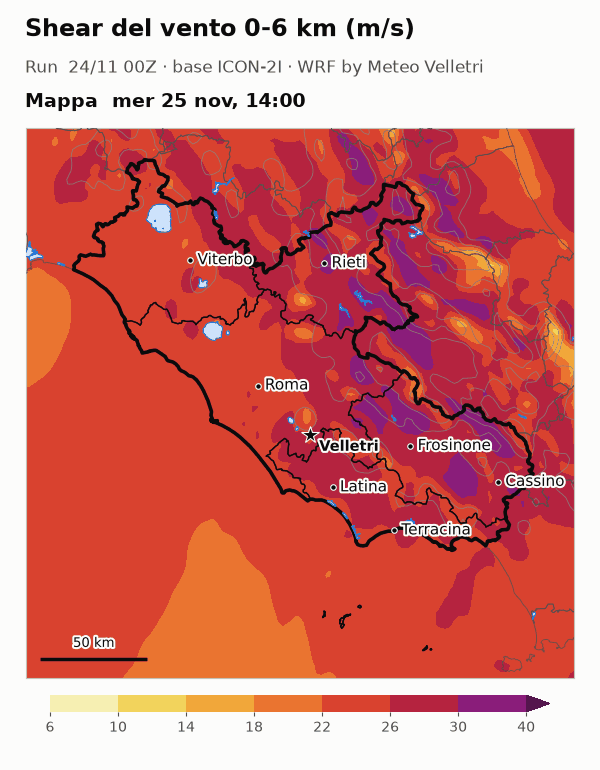 Shear del vento 0-6 km (m/s)
Run  24/11 00Z · base ICON-2I · WRF by Meteo Velletri
Mappa  mer 25 nov, 14:00
Viterbo
Rieti
Roma
Velletri
Frosinone
Cassino
Latina
Terracina
50 km
6 10 14 18 22 26 30 40